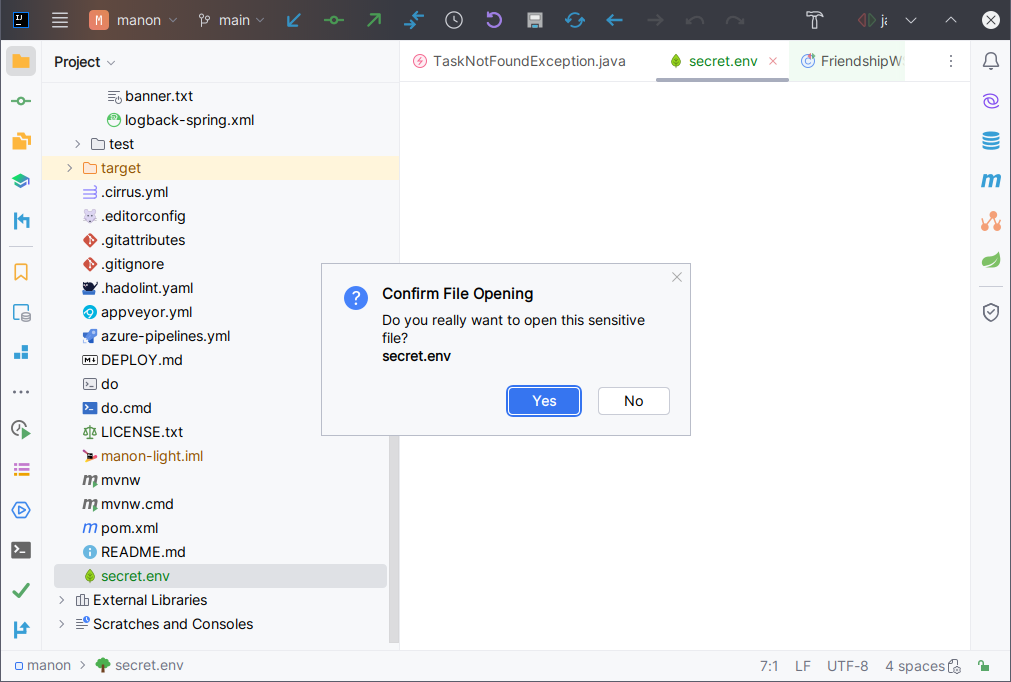 M manon main ja
Project
TaskNotFoundException.java secret.env FriendshipW
banner.txt
logback-spring.xml
test
target
.cirrus.yml
.editorconfig
.gitattributes
.gitignore
.hadolint.yaml
appveyor.yml
azure-pipelines.yml
DEPLOY.md
do
do.cmd
LICENSE.txt
manon-light.iml
mvnw
mvnw.cmd
pom.xml
README.md
secret.env
External Libraries
Scratches and Consoles
Confirm File Opening
Do you really want to open this sensitive
file?
secret.env
Yes No
manon secret.env 7:1 LF UTF-8 4 spaces